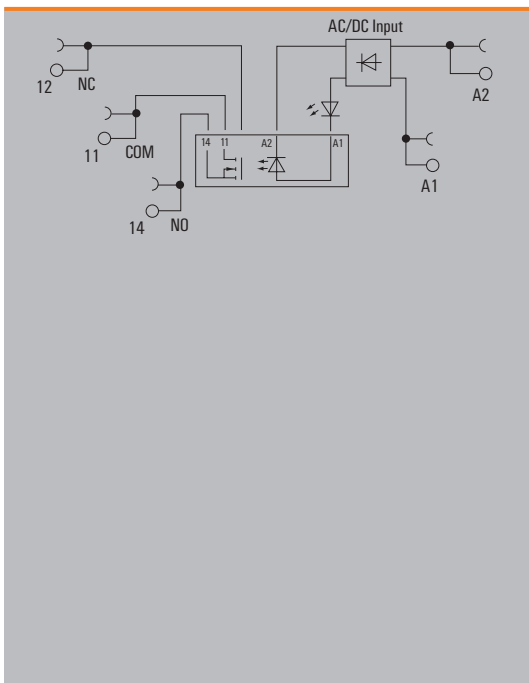 AC/DC Input
12 NC
A2
11 COM
14 11 A2 A1
A1
14 NO